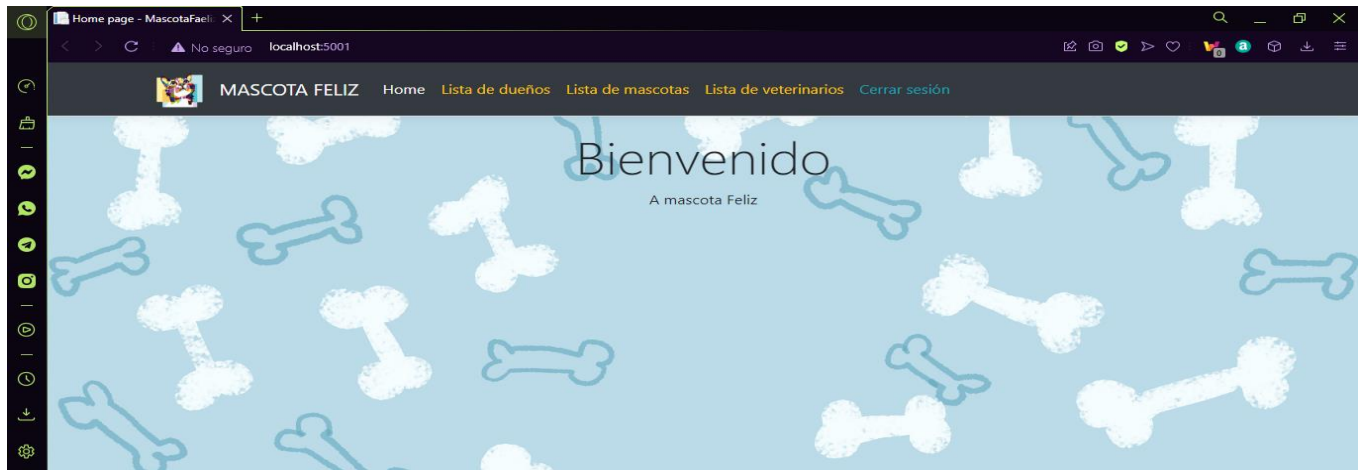 Home page - MascotaFaeli
No seguro localhost:5001
MASCOTA FELIZ Home Lista de dueños Lista de mascotas Lista de veterinarios Cerrar sesión
Bienvenido
A mascota Feliz